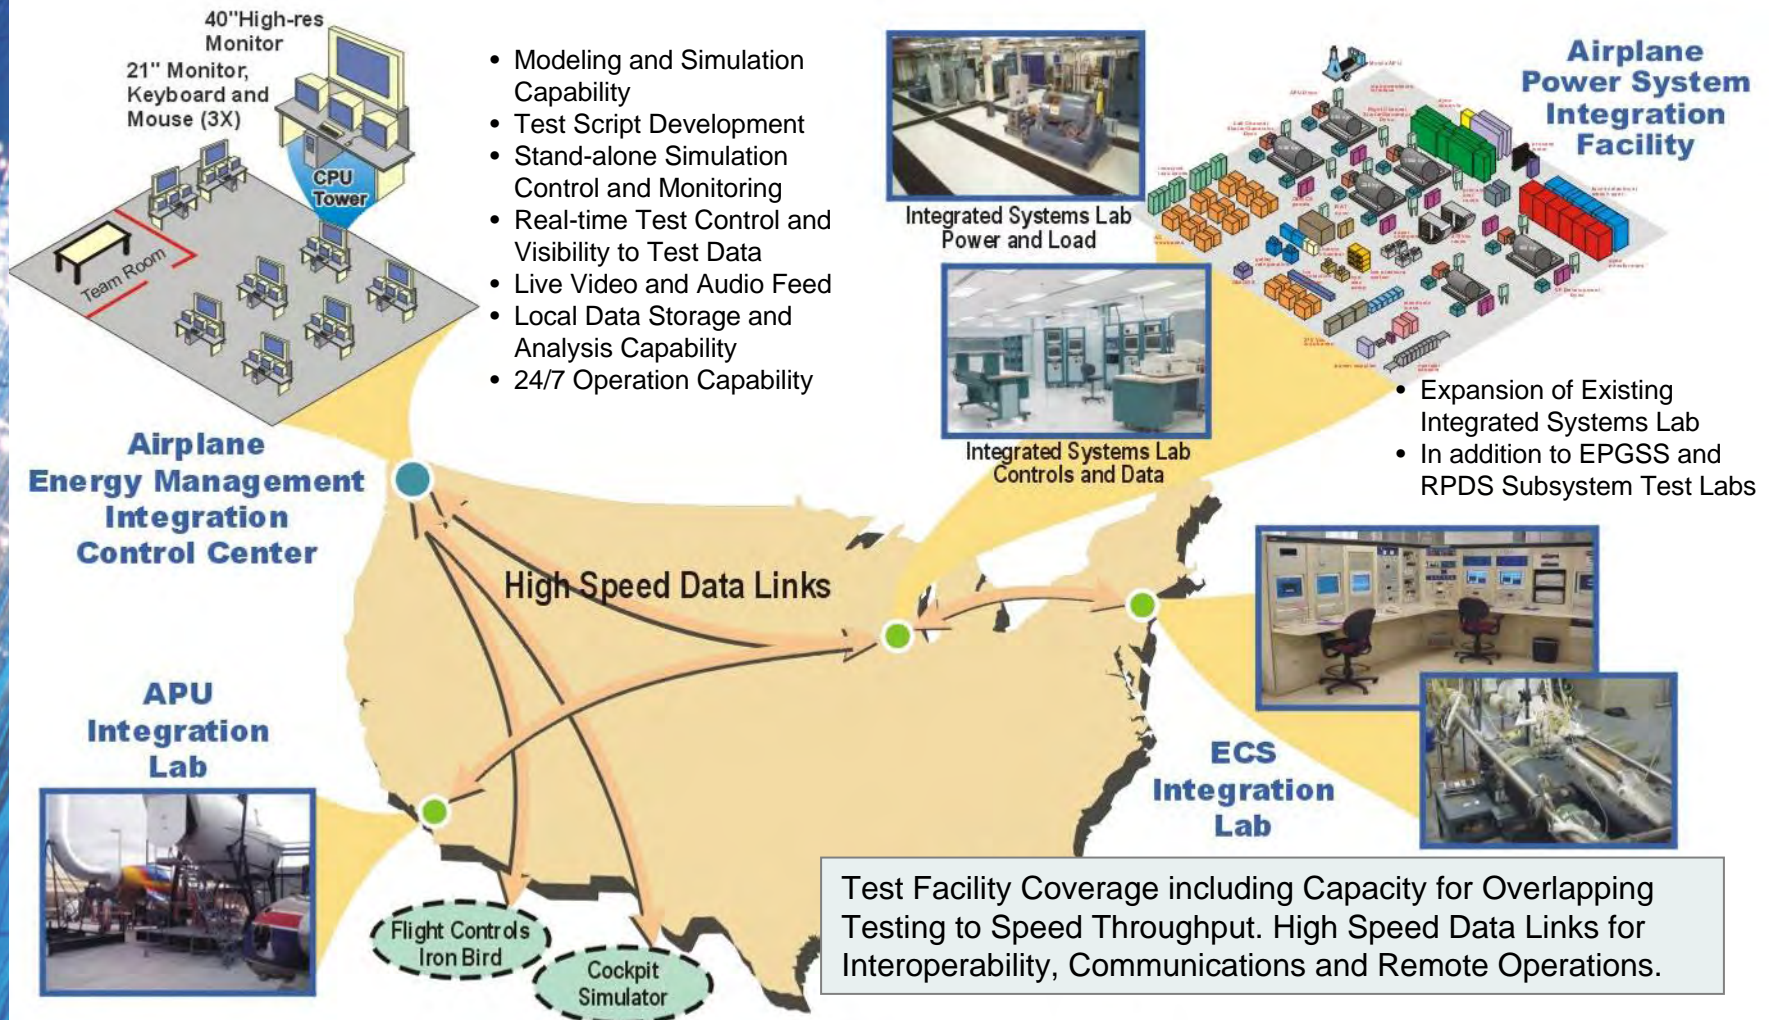 40"High-res
Monitor
21" Monitor,
Keyboard and
Mouse (3X)
CPU
Tower
Team Room
• Modeling and Simulation
Capability
• Test Script Development
• Stand-alone Simulation
Control and Monitoring
• Real-time Test Control and
Visibility to Test Data
• Live Video and Audio Feed
• Local Data Storage and
Analysis Capability
• 24/7 Operation Capability
Integrated Systems Lab
Power and Load
Integrated Systems Lab
Controls and Data
Airplane
Power System
Integration
Facility
• Expansion of Existing
Integrated Systems Lab
• In addition to EPGSS and
RPDS Subsystem Test Labs
Airplane
Energy Management
Integration
Control Center
High Speed Data Links
APU
Integration
Lab
ECS
Integration
Lab
Flight Controls
Iron Bird
Cockpit
Simulator
Test Facility Coverage including Capacity for Overlapping
Testing to Speed Throughput. High Speed Data Links for
Interoperability, Communications and Remote Operations.